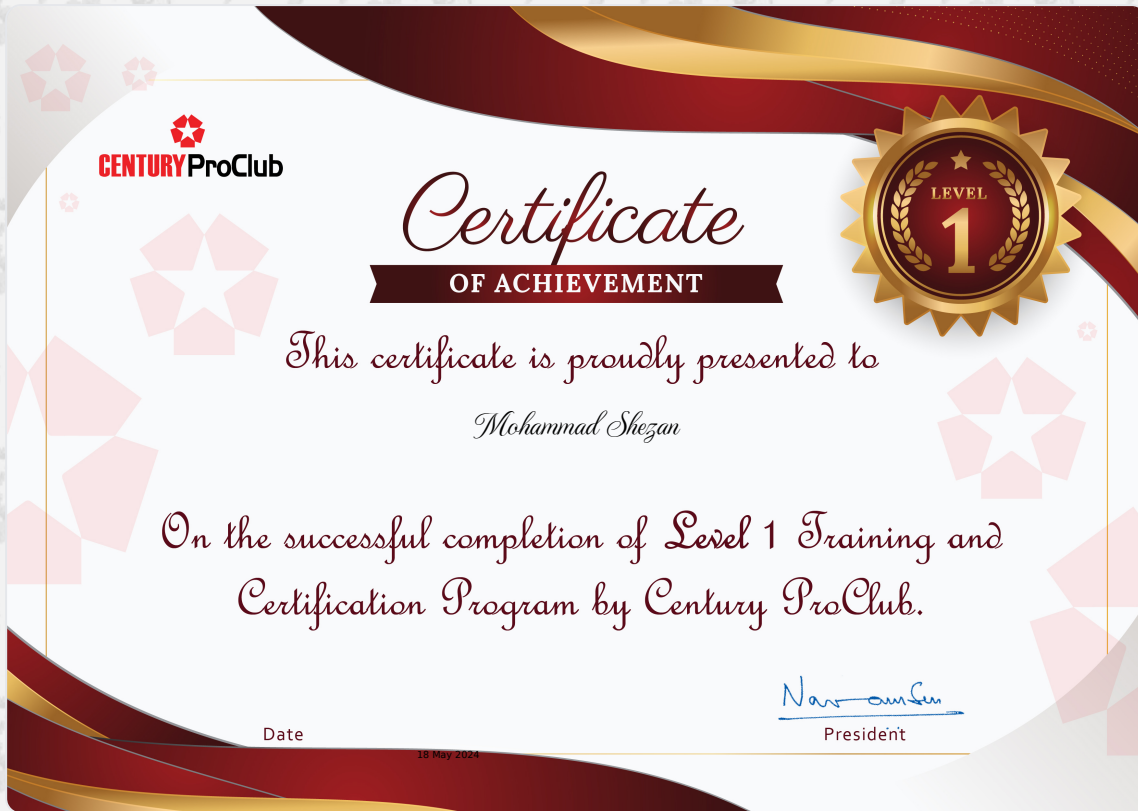 CENTURY ProClub
LEVEL
1
Certificate
OF ACHIEVEMENT
This certificate is proudly presented to
Mohammad Shezan
On the successful completion of Level 1 Training and
Certification Program by Century ProClub.
Date
President
18 May 2024